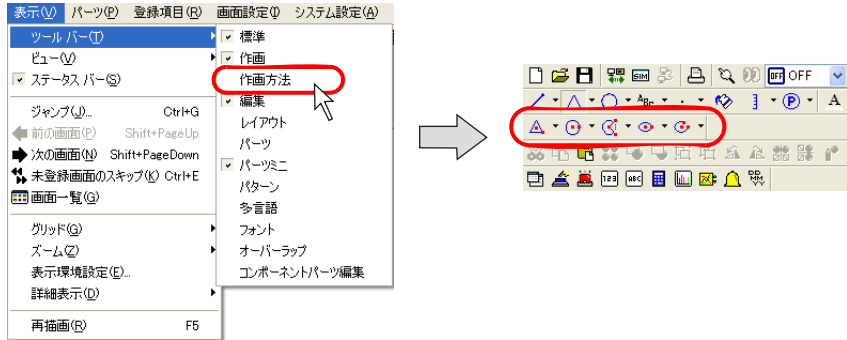 表示(V) パーツ(P) 登録項目(R) 画面設定(I) システム設定(A)
ツール バー(T)
ビュー(V)
ステータス バー(S)
ジャンプ(J)... Ctrl+G
前の画面(P) Shift+PageUp
次の画面(N) Shift+PageDown
未登録画面のスキップ(K) Ctrl+E
画面一覧(G)
グリッド(G)
ズーム(Z)
表示環境設定(E)...
詳細表示(D)
再描画(R) F5
標準
作画
作画方法
編集
レイアウト
パーツ
パーツミニ
パターン
多言語
フォント
オーバーラップ
コンポーネントパーツ編集
SIM OFF OFF
ABC P A
123 ABC